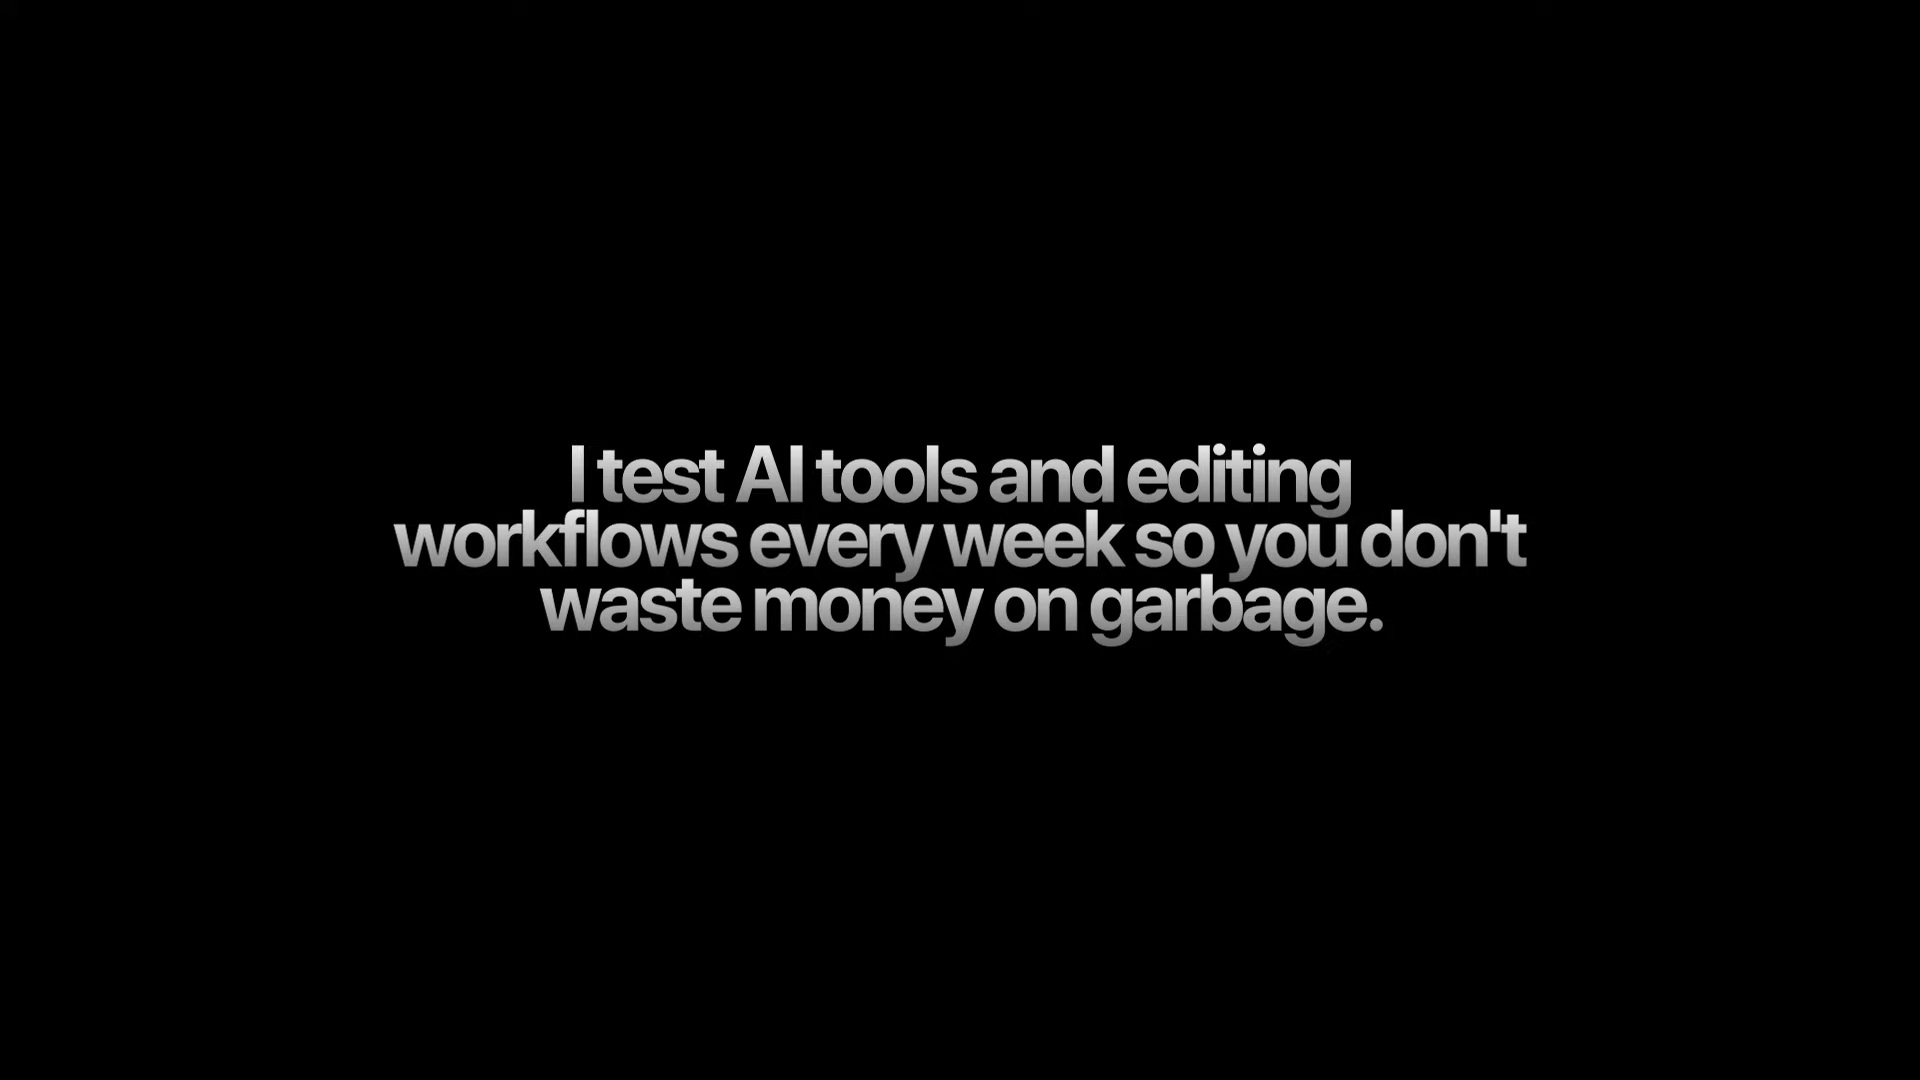 I test AI tools and editing
workflows every week so you don't
waste money on garbage.